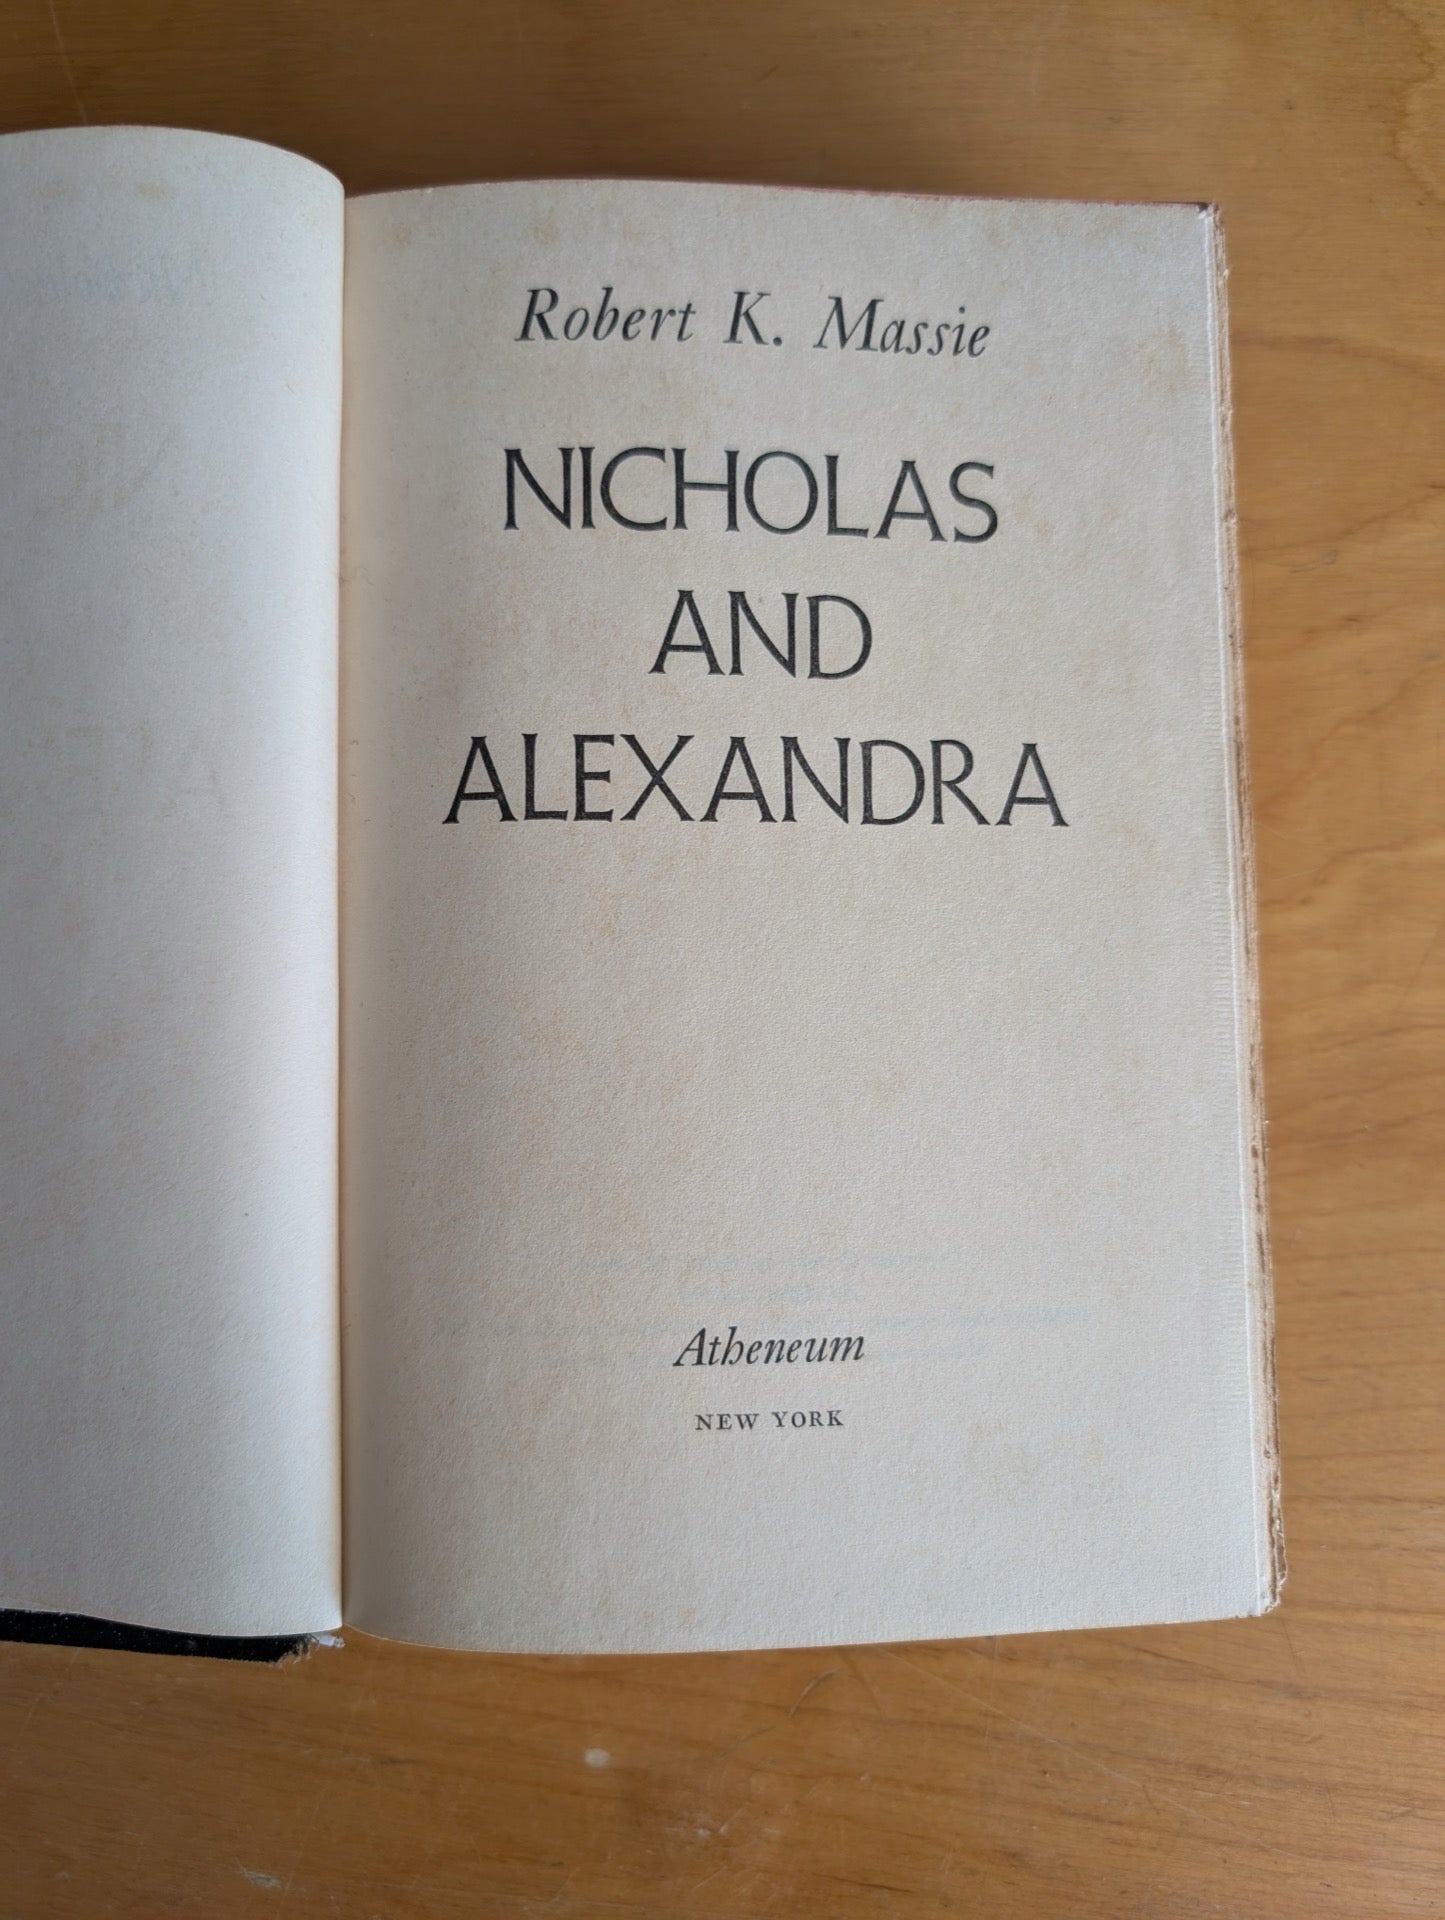 Robert K. Massie
NICHOLAS
AND
ALEXANDRA
Atheneum
NEW YORK